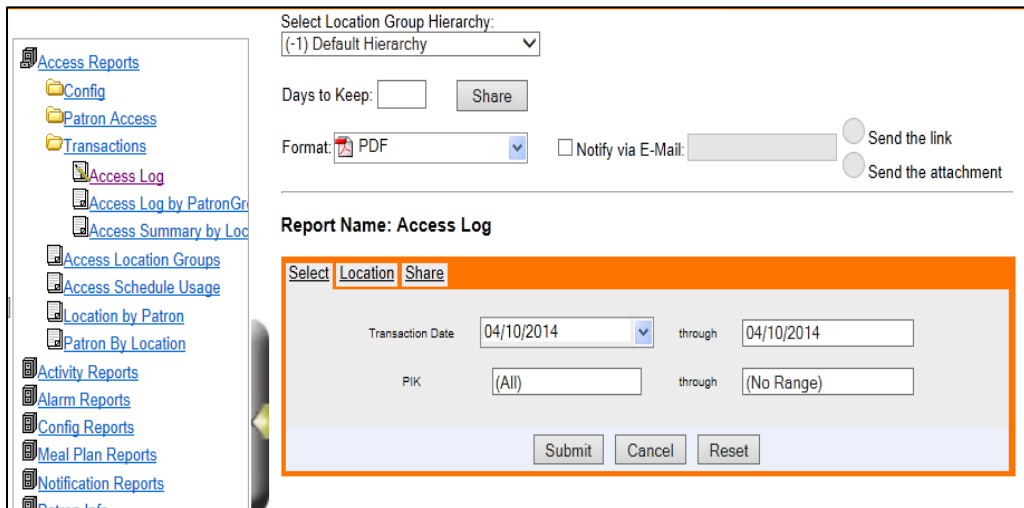 Access Reports
Config
Patron Access
Transactions
Access Log
Access Log by PatronGr
Access Summary by Loc
Access Location Groups
Access Schedule Usage
Location by Patron
Patron By Location
Activity Reports
Alarm Reports
Config Reports
Meal Plan Reports
Notification Reports
Select Location Group Hierarchy:
(-1) Default Hierarchy
Days to Keep: Share
Format: PDF Notify via E-Mail: Send the link
Send the attachment
Report Name: Access Log
Select Location Share
Transaction Date 04/10/2014 through 04/10/2014
PIK (All) through (No Range)
Submit Cancel Reset